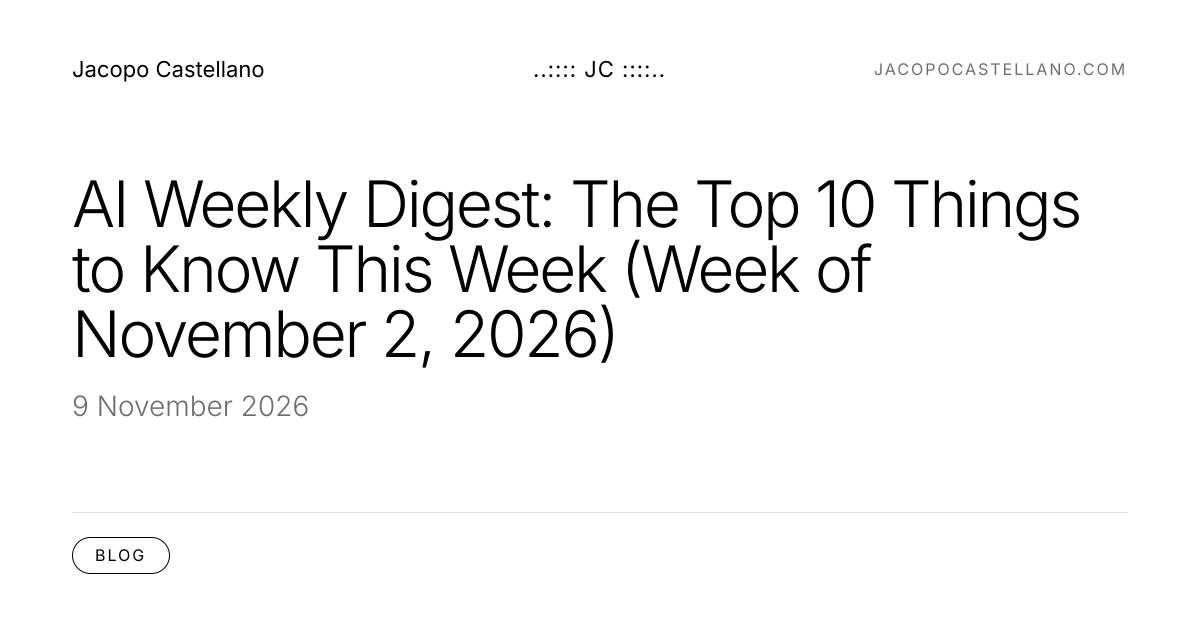 Jacopo Castellano
..:::: JC ::::..
JACOPOCASTELLANO.COM
AI Weekly Digest: The Top 10 Things
to Know This Week (Week of
November 2, 2026)
9 November 2026
BLOG